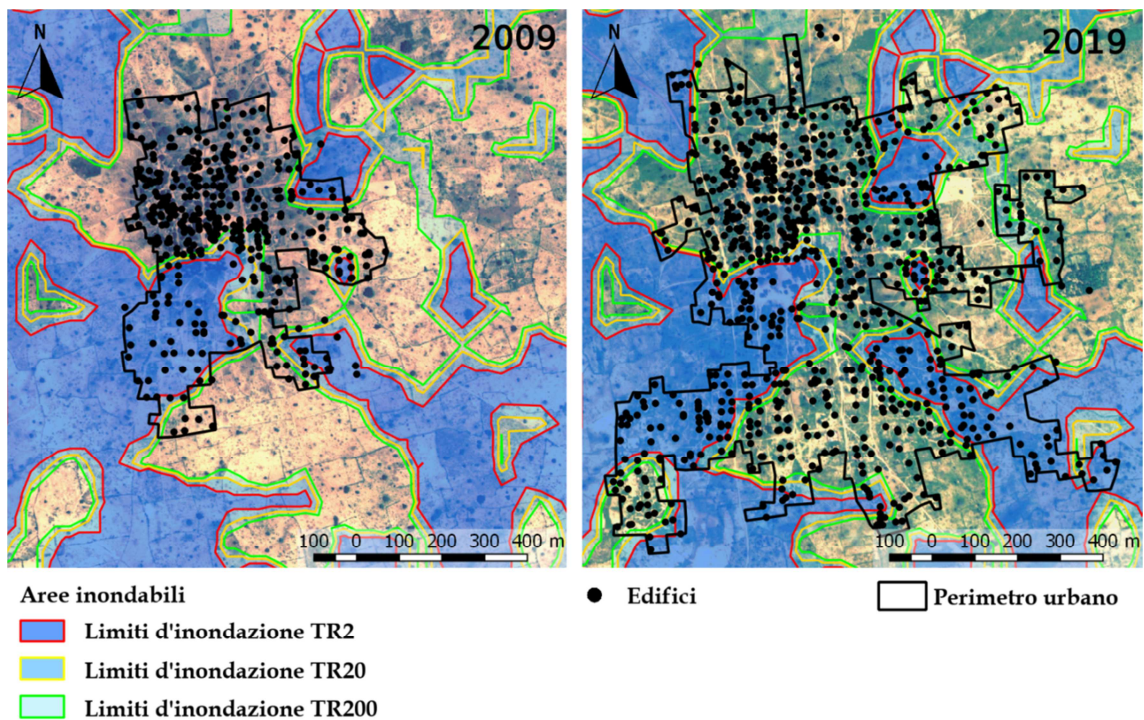 N
2009
100 0 100 200 300 400 m
N
2019
100 0 100 200 300 400 m
Aree inondabili
Limiti d'inondazione TR2
Limiti d'inondazione TR20
Limiti d'inondazione TR200
Edifici
Perimetro urbano